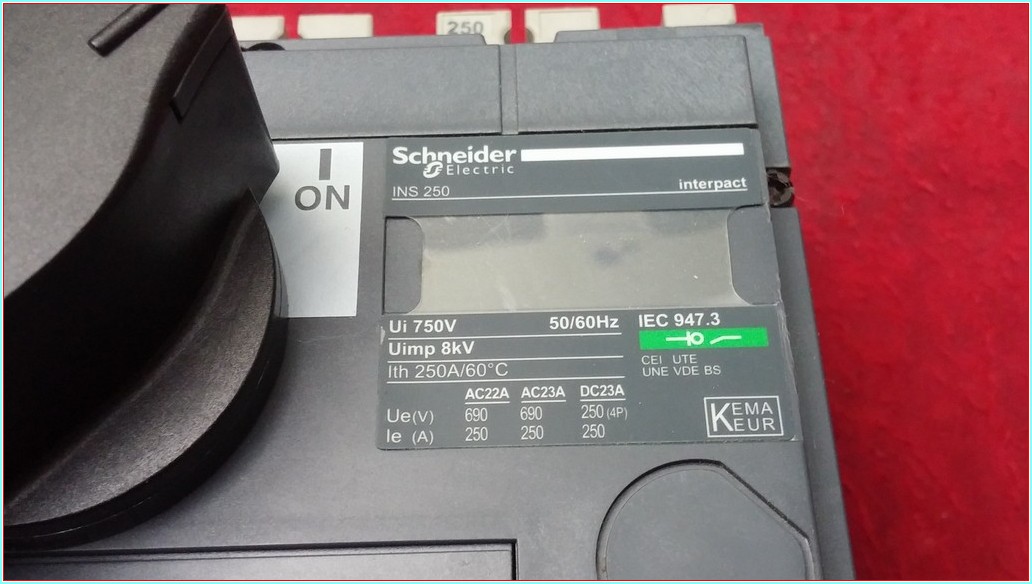 250
I
ON
Schneider
Electric
INS 250
interpact
Ui 750V 50/60Hz
Uimp 8kV
Ith 250A/60°C
IEC 947.3
CEI UTE
UNE VDE BS
AC22A AC23A DC23A
Ue(V) 690 690 250 (4P)
Ie (A) 250 250 250
KEMA
KEUR